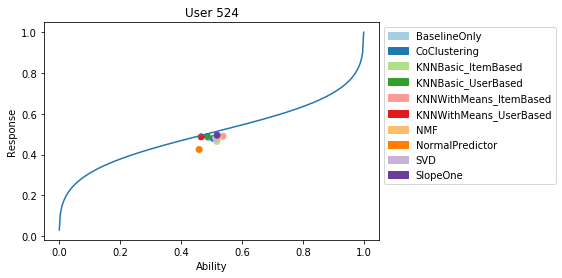 User 524
1.0
0.8
0.6
0.4
0.2
0.0
Response
0.0 0.2 0.4 0.6 0.8 1.0
Ability
BaselineOnly
CoClustering
KNNBasic_ItemBased
KNNBasic_UserBased
KNNWithMeans_ItemBased
KNNWithMeans_UserBased
NMF
NormalPredictor
SVD
SlopeOne